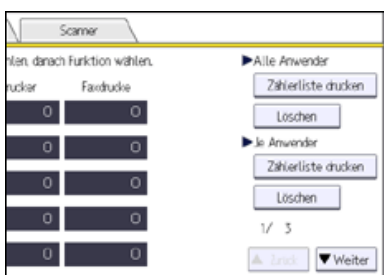 Scanner
hlen, danach Funktion wählen.
rucker Faxdrucke
0 0
0 0
0 0
0 0
0 0
▶Alle Anwender
Zählerliste drucken
Löschen
▶Je Anwender
Zählerliste drucken
Löschen
1/ 3
▲ Zurück ▼Weiter